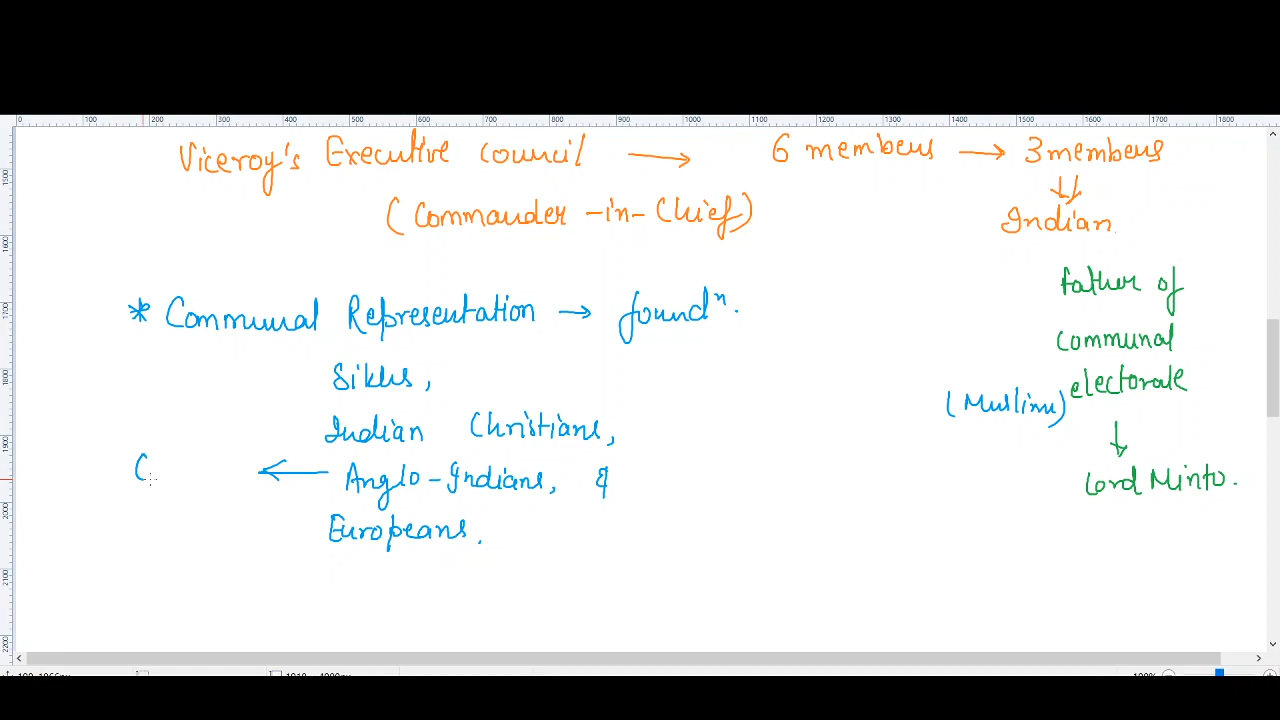 Viceroy's Executive Council → 6 members → 3 members
(Commander-in-Chief)
Indian
* Communal Representation → foundⁿ.
Sikhs,
Indian Christians,
← Anglo-Indians, &
Europeans.
C
father of
communal
electorate
(Muslims)
↓
Lord Minto.